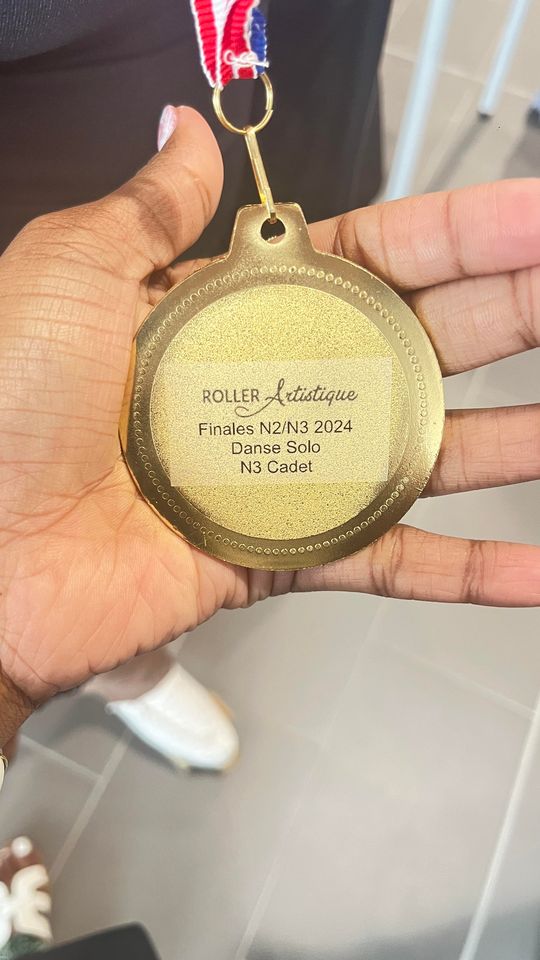 ROLLER Artistique
Finales N2/N3 2024
Danse Solo
N3 Cadet